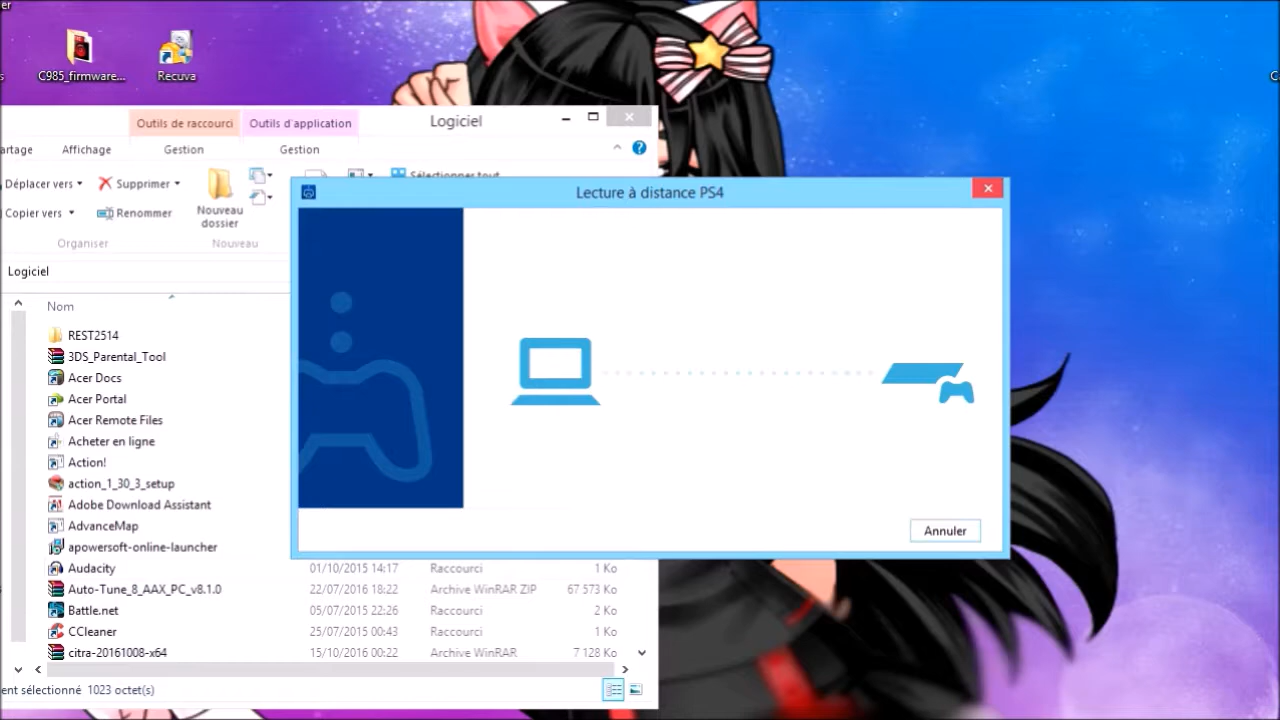 er
s
C985_firmware...
Recuva
C
Outils de raccourci
Outils d'application
Logiciel
artage
Affichage
Gestion
Gestion
Déplacer vers
Supprimer
Sélectionner tout
Copier vers
Renommer
Nouveau
dossier
Organiser
Nouveau
Logiciel
Lecture à distance PS4
Annuler
Nom
REST2514
3DS_Parental_Tool
Acer Docs
Acer Portal
Acer Remote Files
Acheter en ligne
Action!
action_1_30_3_setup
Adobe Download Assistant
AdvanceMap
apowersoft-online-launcher
Audacity 01/10/2015 14:17 Raccourci 1 Ko
Auto-Tune_8_AAX_PC_v8.1.0 22/07/2016 18:22 Archive WinRAR ZIP 67 573 Ko
Battle.net 05/07/2015 22:26 Raccourci 2 Ko
CCleaner 25/07/2015 00:43 Raccourci 1 Ko
citra-20161008-x64 15/10/2016 00:22 Archive WinRAR 7 128 Ko
ent sélectionné 1023 octet(s)